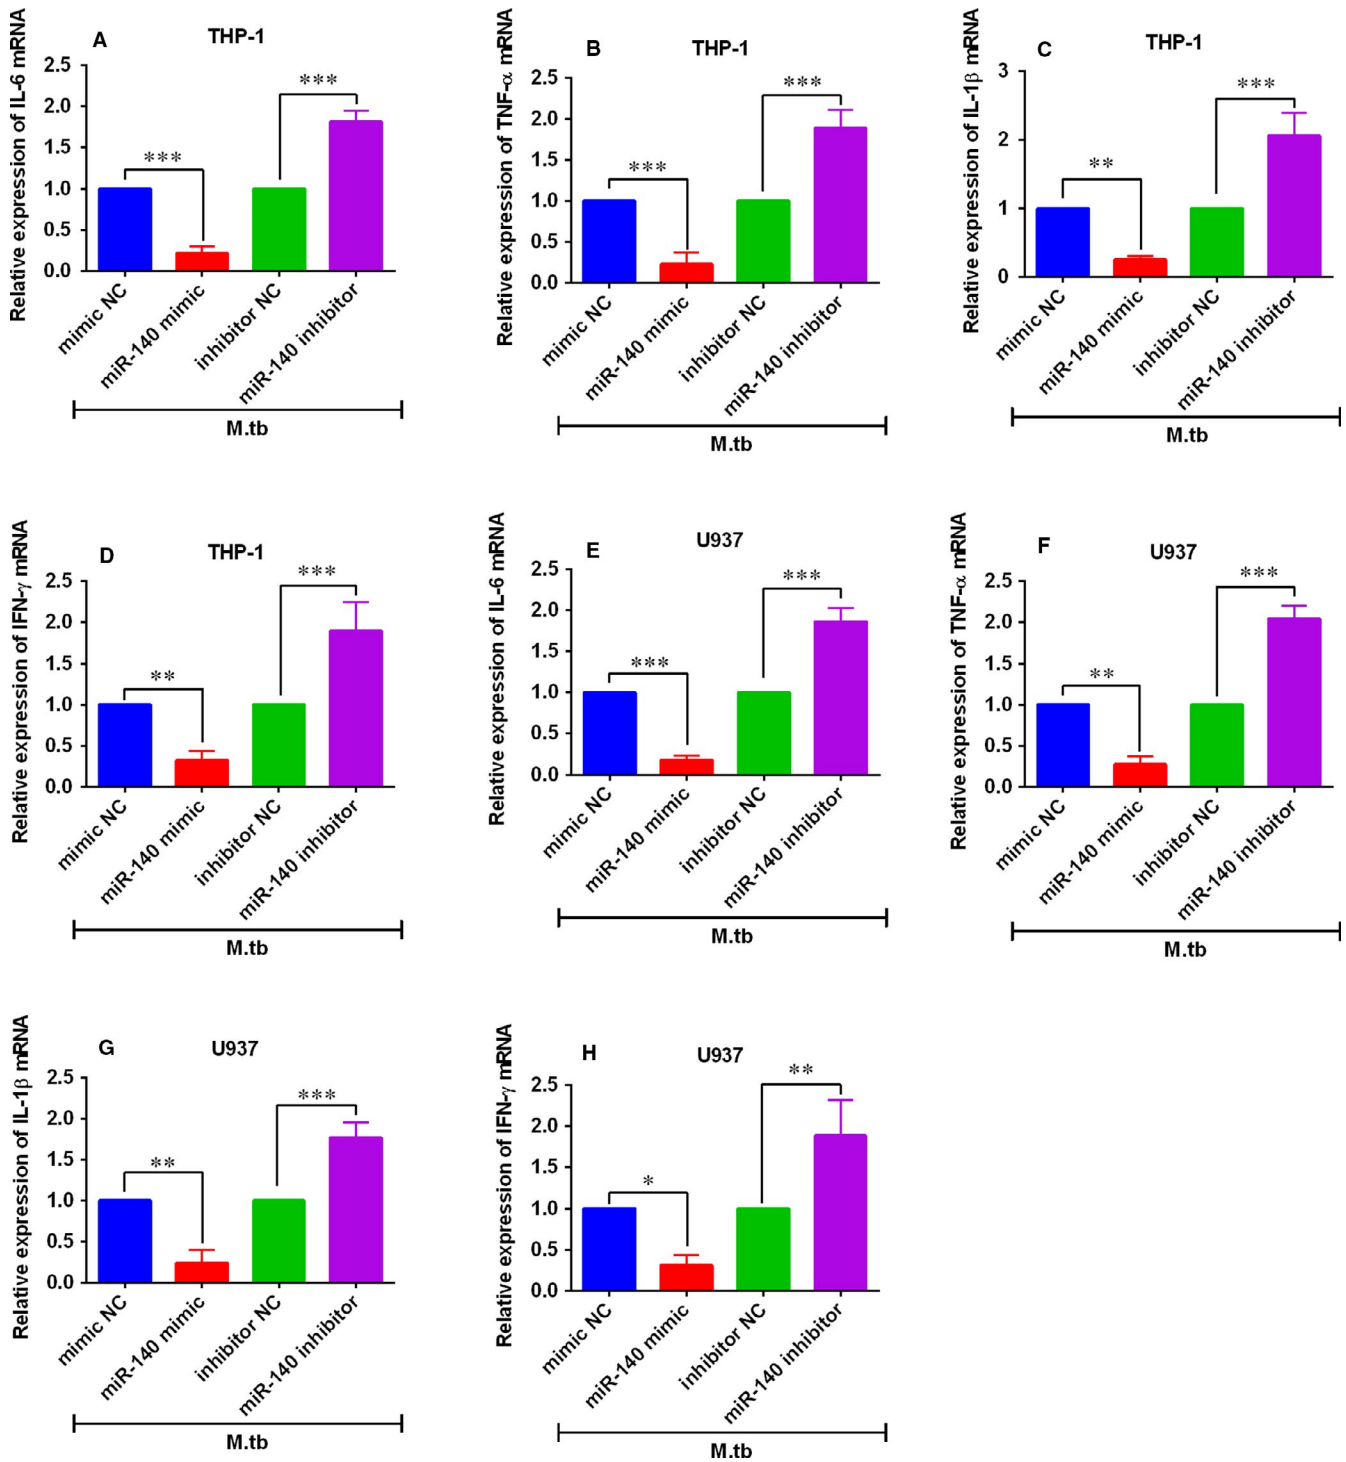 A
THP-1
Relative expression of IL-6 mRNA
2.5
2.0
1.5
1.0
0.5
0.0
***
***
mimic NC
miR-140 mimic
inhibitor NC
miR-140 inhibitor
M.tb
B
THP-1
Relative expression of TNF-α mRNA
2.5
2.0
1.5
1.0
0.5
0.0
***
***
mimic NC
miR-140 mimic
inhibitor NC
miR-140 inhibitor
M.tb
C
THP-1
Relative expression of IL-1β mRNA
3
2
1
0
**
***
mimic NC
miR-140 mimic
inhibitor NC
miR-140 inhibitor
M.tb
D
THP-1
Relative expression of IFN-γ mRNA
2.5
2.0
1.5
1.0
0.5
0.0
**
***
mimic NC
miR-140 mimic
inhibitor NC
miR-140 inhibitor
M.tb
E
U937
Relative expression of IL-6 mRNA
2.5
2.0
1.5
1.0
0.5
0.0
***
***
mimic NC
miR-140 mimic
inhibitor NC
miR-140 inhibitor
M.tb
F
U937
Relative expression of TNF-α mRNA
2.5
2.0
1.5
1.0
0.5
0.0
**
***
mimic NC
miR-140 mimic
inhibitor NC
miR-140 inhibitor
M.tb
G
U937
Relative expression of IL-1β mRNA
2.5
2.0
1.5
1.0
0.5
0.0
**
***
mimic NC
miR-140 mimic
inhibitor NC
miR-140 inhibitor
M.tb
H
U937
Relative expression of IFN-γ mRNA
2.5
2.0
1.5
1.0
0.5
0.0
*
**
mimic NC
miR-140 mimic
inhibitor NC
miR-140 inhibitor
M.tb